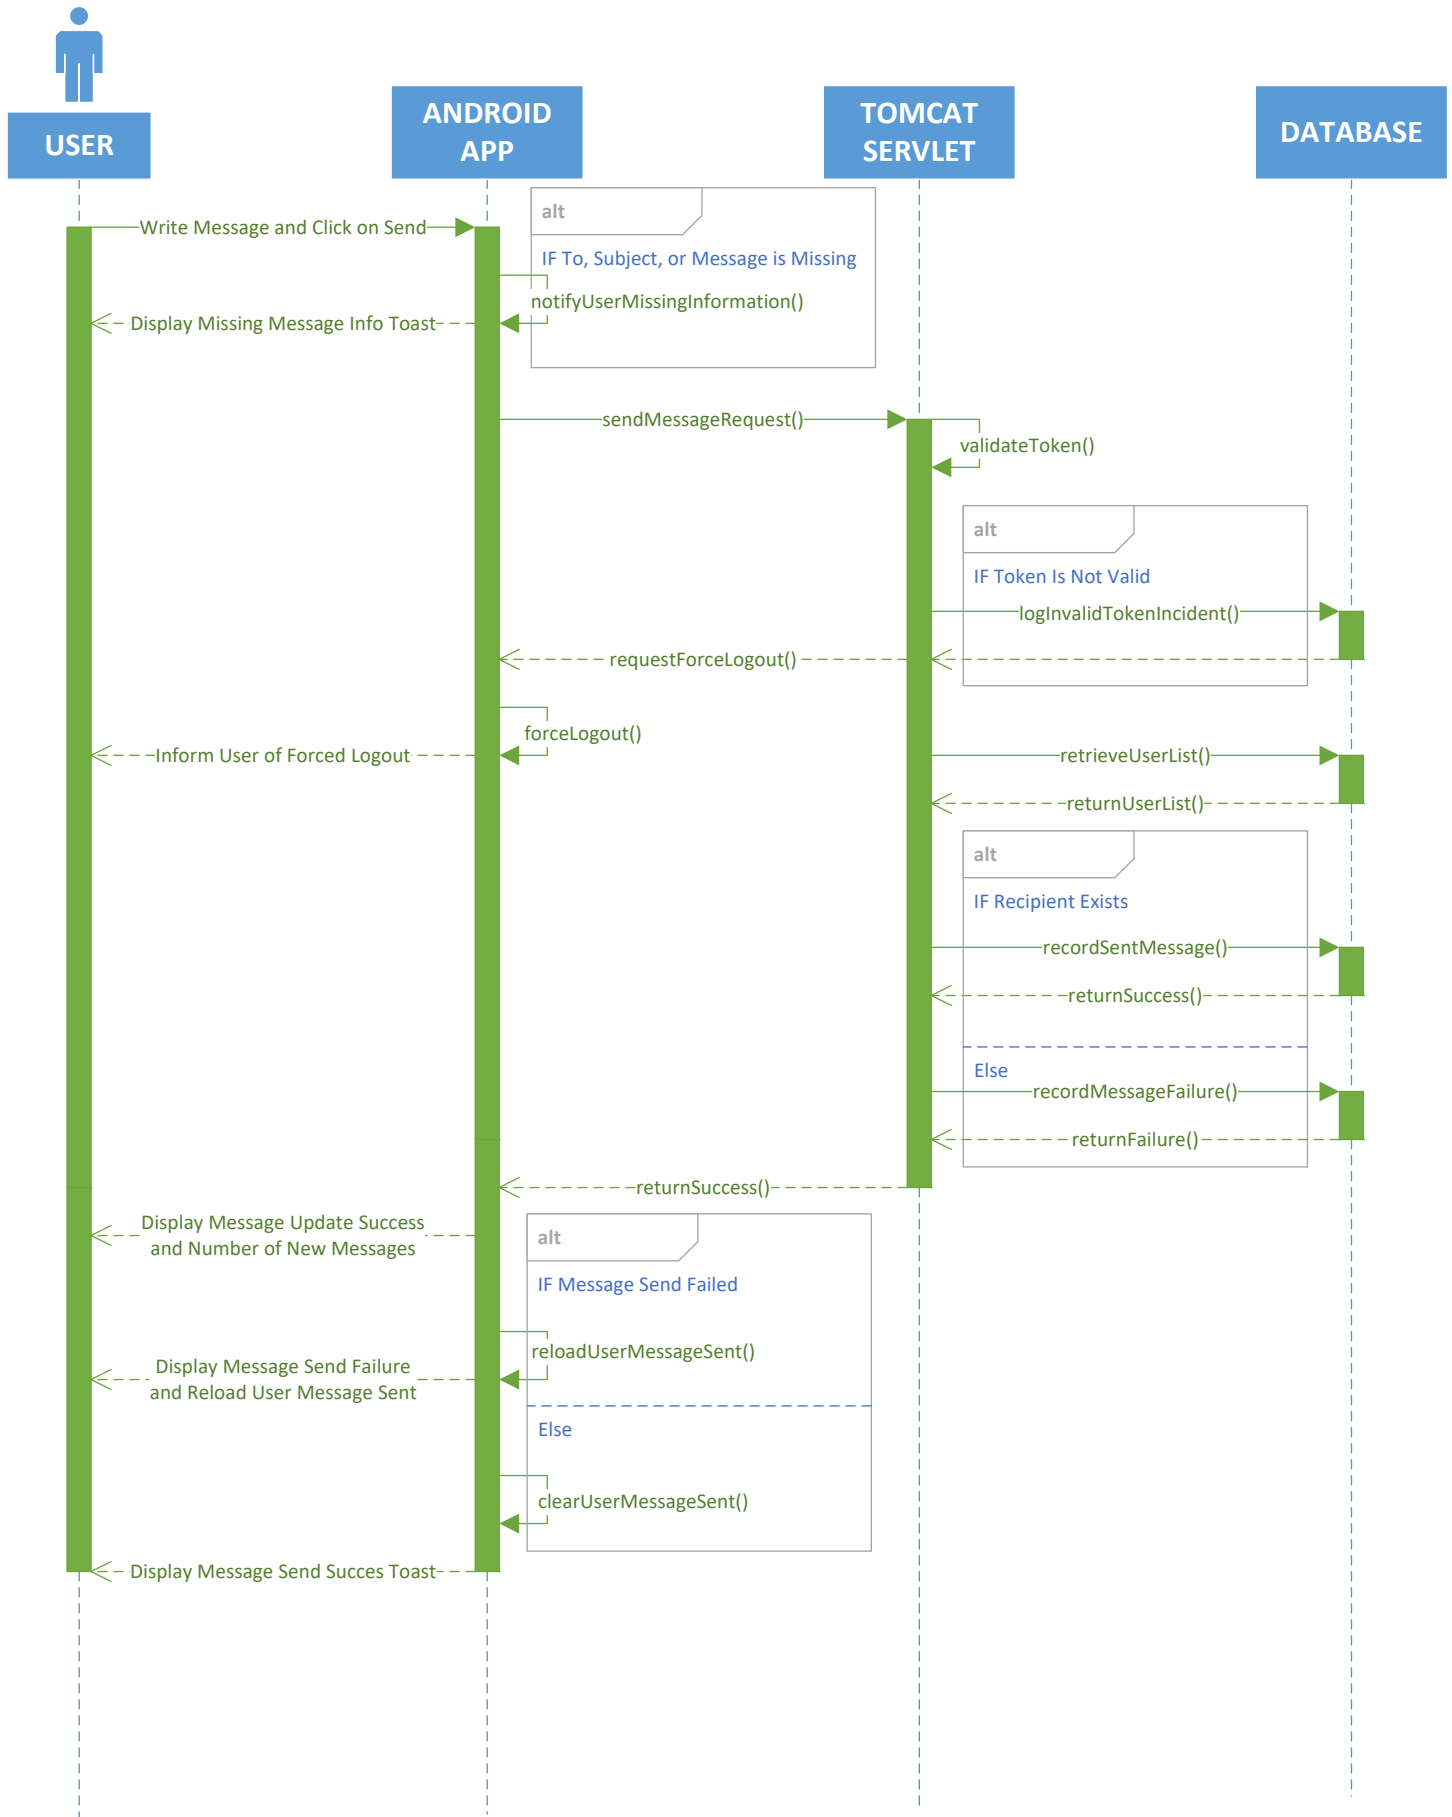 USER
ANDROID
APP
TOMCAT
SERVLET
DATABASE
alt
Write Message and Click on Send
IF To, Subject, or Message is Missing
notifyUserMissingInformation()
Display Missing Message Info Toast
sendMessageRequest()
validateToken()
alt
IF Token Is Not Valid
logInvalidTokenIncident()
requestForceLogout()
forceLogout()
Inform User of Forced Logout
retrieveUserList()
returnUserList()
alt
IF Recipient Exists
recordSentMessage()
returnSuccess()
Else
recordMessageFailure()
returnFailure()
returnSuccess()
Display Message Update Success
and Number of New Messages
alt
IF Message Send Failed
reloadUserMessageSent()
Display Message Send Failure
and Reload User Message Sent
Else
clearUserMessageSent()
Display Message Send Succes Toast